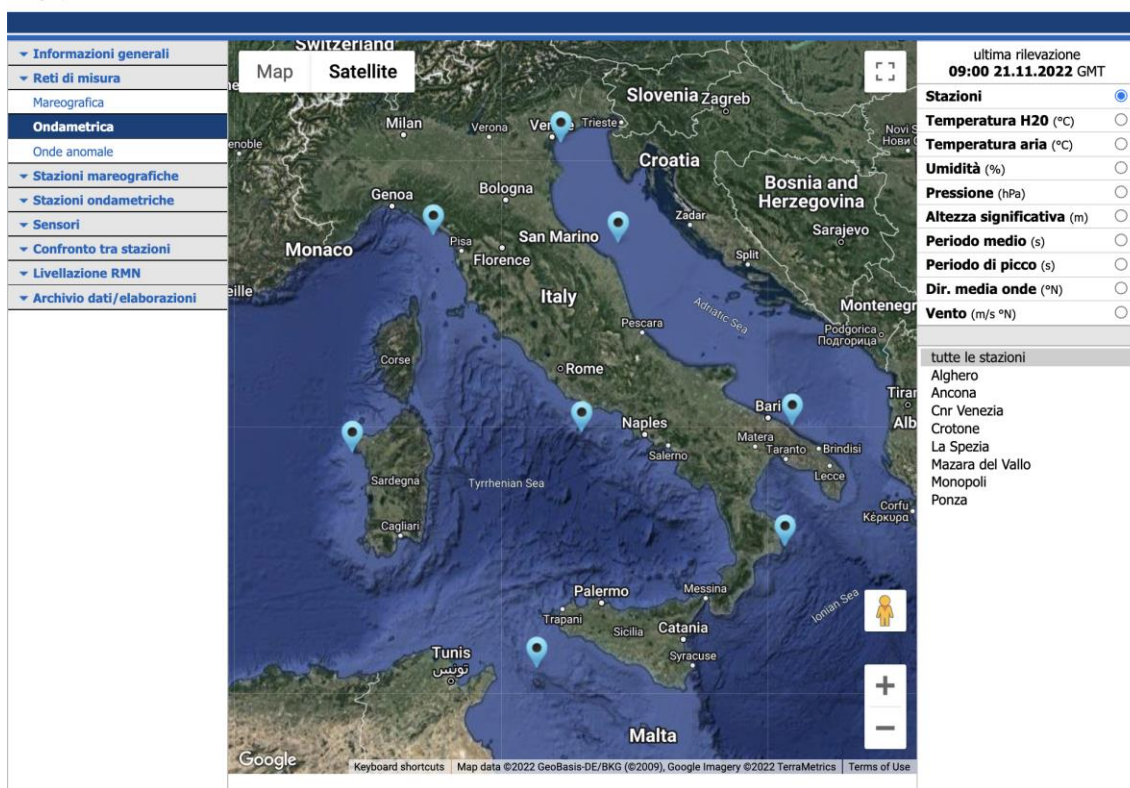 Informazioni generali
Reti di misura
Mareografica
Ondametrica
Onde anomale
Stazioni mareografiche
Stazioni ondametriche
Sensori
Confronto tra stazioni
Livellazione RMN
Archivio dati/elaborazioni
Map Satellite
Switzerland
Slovenia
Zagreb
Milan
Verona
Trieste
Novi S
Нови С
enoble
Croatia
Genoa
Bologna
Bosnia and
Herzegovina
Zadar
Sarajevo
Monaco
Pisa
San Marino
Florence
Split
eille
Italy
Adriatic Sea
Montenegr
Pescara
Podgorica
Подгорица
Corse
Rome
Tirar
Bari
Alb
Naples
Matera
Salerno
Taranto
Brindisi
Sardegna
Tyrrhenian Sea
Lecce
Corfu
Κέρκυρα
Cagliari
Palermo
Messina
Ionian Sea
Trapani
Sicilia
Catania
Tunis
تونس
Syracuse
Malta
Google
Keyboard shortcuts
Map data ©2022 GeoBasis-DE/BKG (©2009), Google Imagery ©2022 TerraMetrics
Terms of Use
ultima rilevazione
09:00 21.11.2022 GMT
Stazioni
Temperatura H20 (°C)
Temperatura aria (°C)
Umidità (%)
Pressione (hPa)
Altezza significativa (m)
Periodo medio (s)
Periodo di picco (s)
Dir. media onde (°N)
Vento (m/s °N)
tutte le stazioni
Alghero
Ancona
Cnr Venezia
Crotone
La Spezia
Mazara del Vallo
Monopoli
Ponza